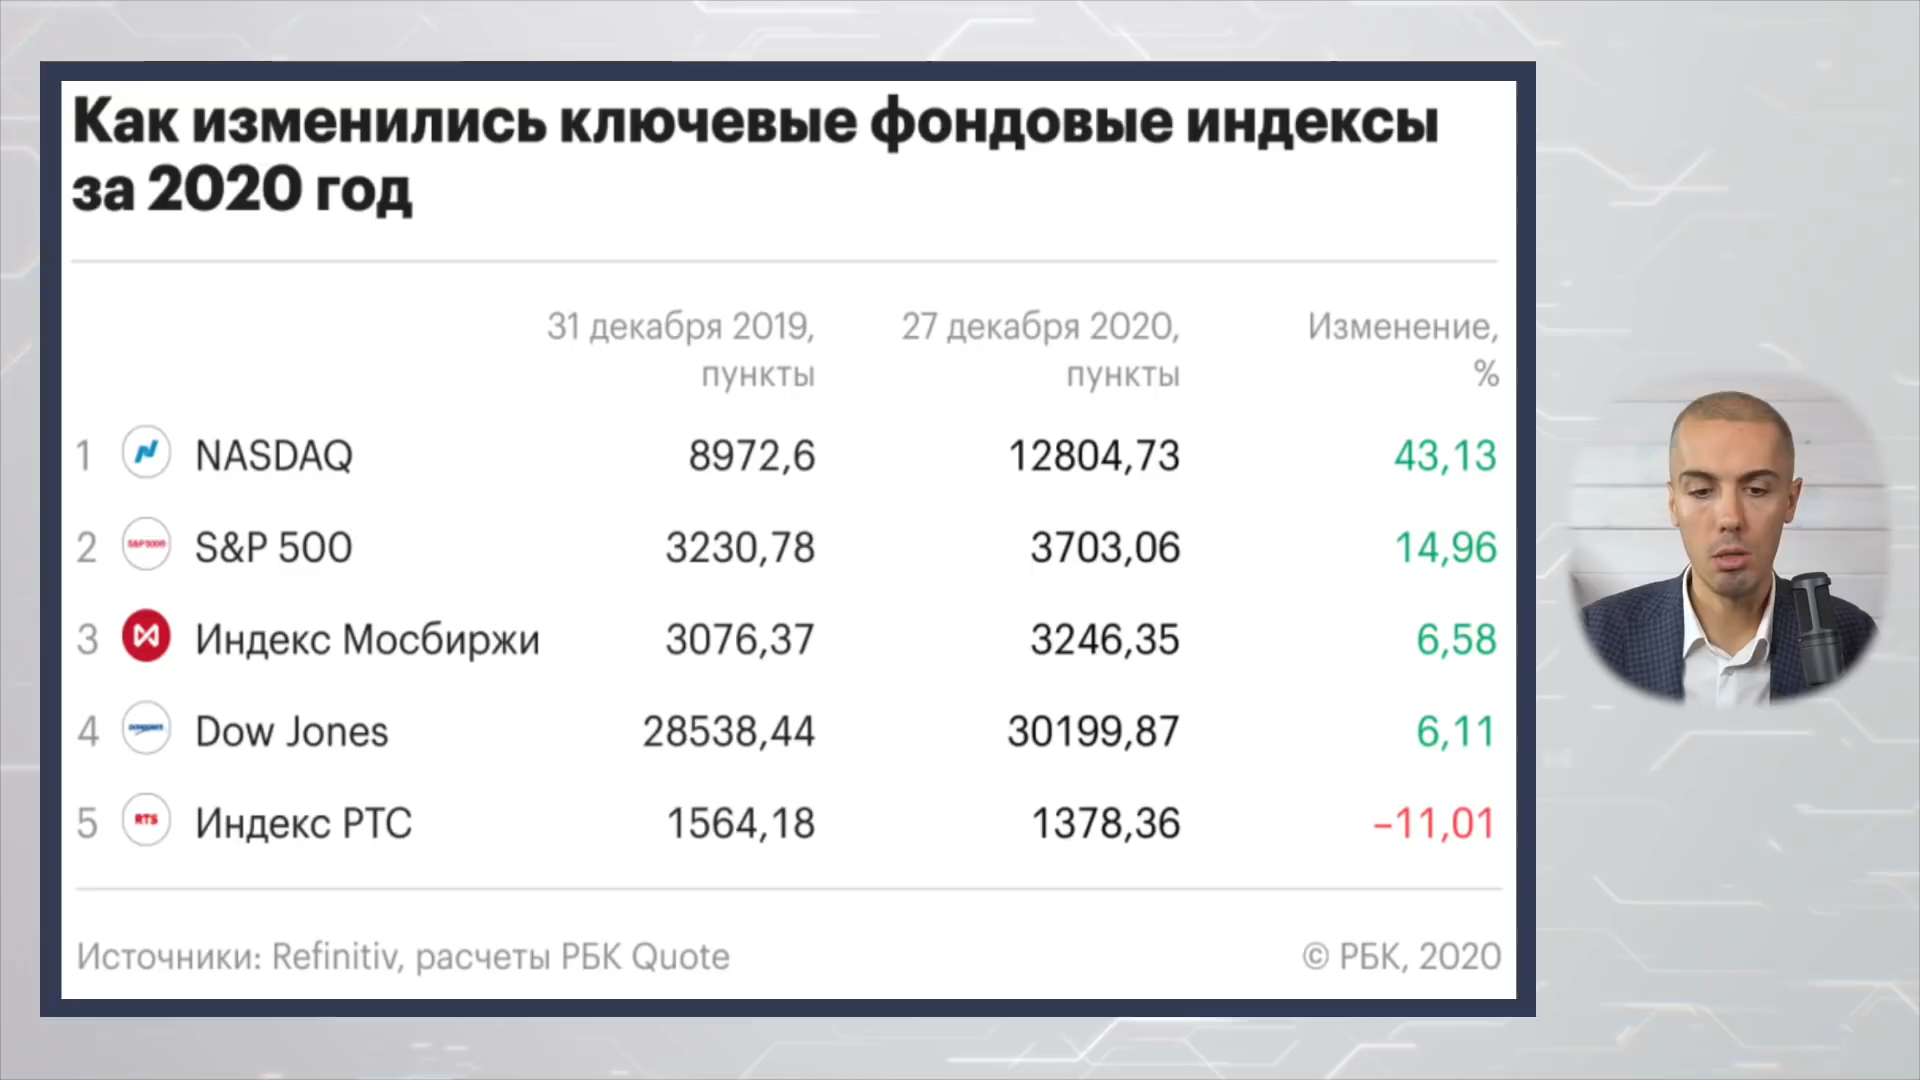 Как изменились ключевые фондовые индексы
за 2020 год
31 декабря 2019, 27 декабря 2020, Изменение,
пункты пункты %
1 NASDAQ 8972,6 12804,73 43,13
2 S&P 500 S&P 500 3230,78 3703,06 14,96
3 Индекс Мосбиржи 3076,37 3246,35 6,58
4 Dow Jones 28538,44 30199,87 6,11
5 RTS Индекс РТС 1564,18 1378,36 −11,01
Источники: Refinitiv, расчеты РБК Quote © РБК, 2020